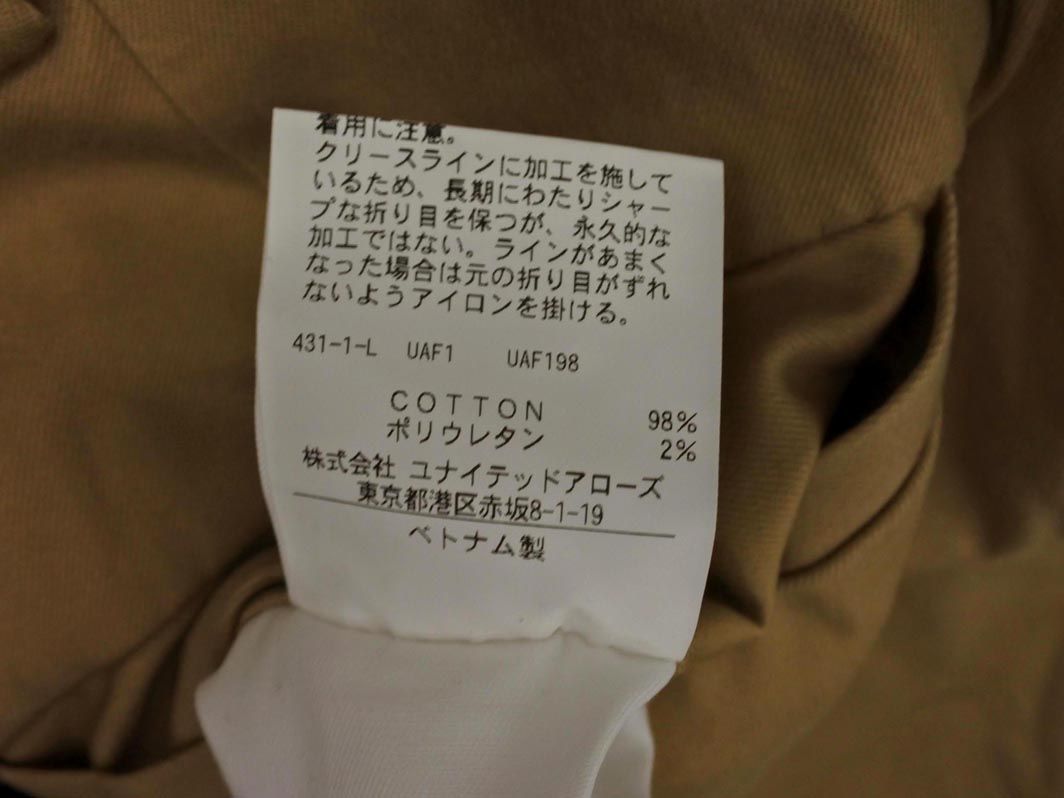 着用に注意。
クリースラインに加工を施して
いるため、長期にわたりシャー
プな折り目を保つが、永久的な
加工ではない。ラインがあまく
なった場合は元の折り目がずれ
ないようアイロンを掛ける。
431-1-L UAF1 UAF198
COTTON 98%
ポリウレタン 2%
株式会社 ユナイテッドアローズ
東京都港区赤坂8-1-19
ベトナム製